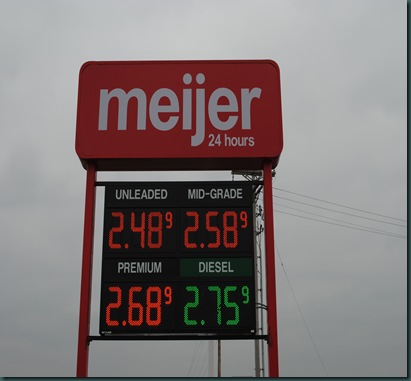 meijer
24 hours
UNLEADED MID-GRADE
2.48 9 2.58 9
PREMIUM DIESEL
2.68 9 2.75 9